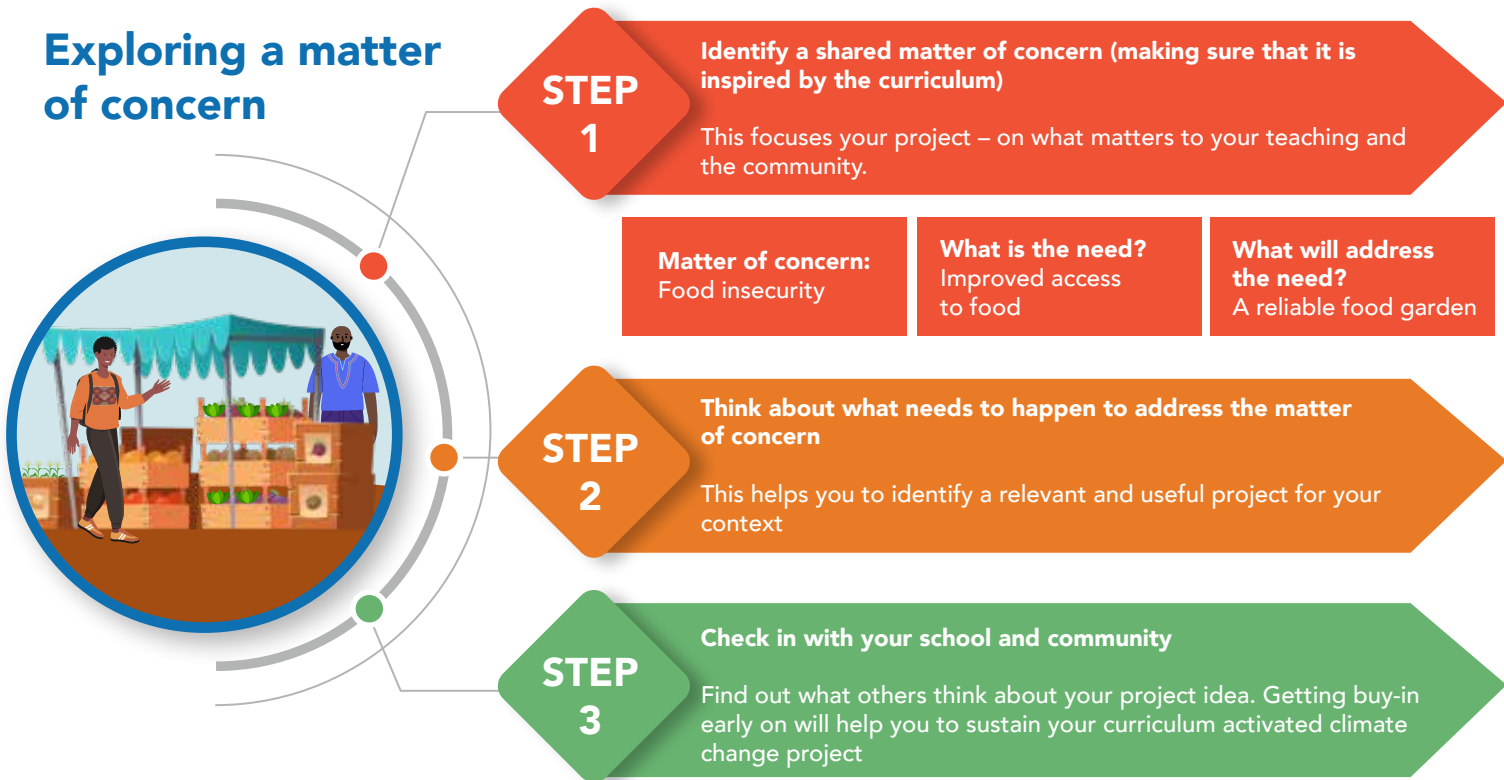 Exploring a matter
of concern
STEP
1
Identify a shared matter of concern (making sure that it is
inspired by the curriculum)
This focuses your project – on what matters to your teaching and
the community.
Matter of concern:
Food insecurity
What is the need?
Improved access
to food
What will address
the need?
A reliable food garden
STEP
2
Think about what needs to happen to address the matter
of concern
This helps you to identify a relevant and useful project for your
context
STEP
3
Check in with your school and community
Find out what others think about your project idea. Getting buy-in
early on will help you to sustain your curriculum activated climate
change project